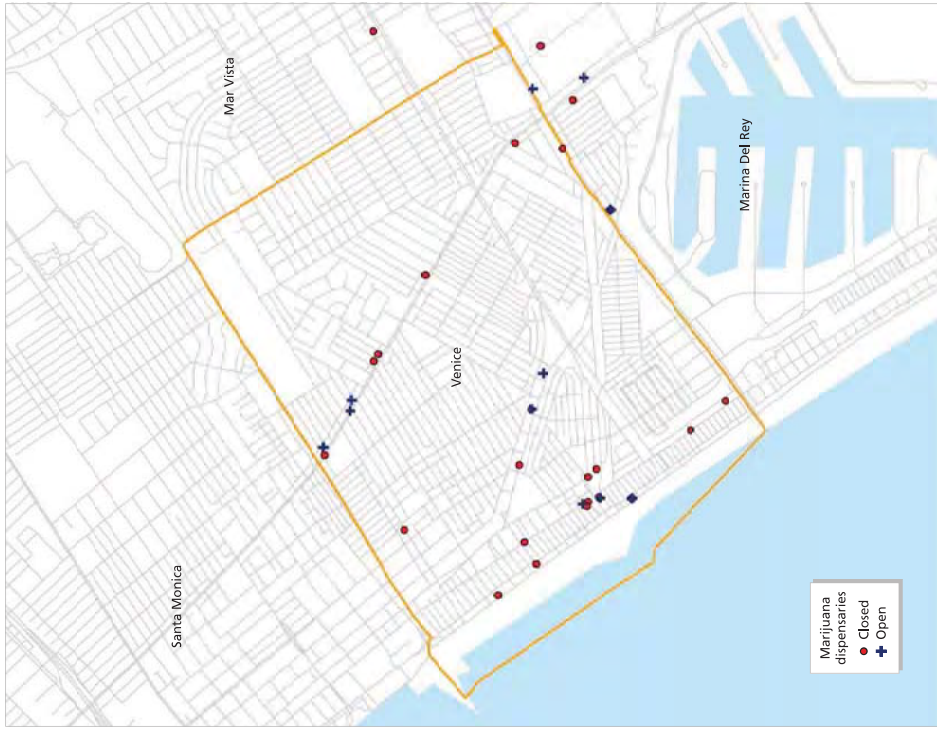 Mar Vista
Santa Monica
Venice
Marina Del Rey
Marijuana
dispensaries
Closed
Open